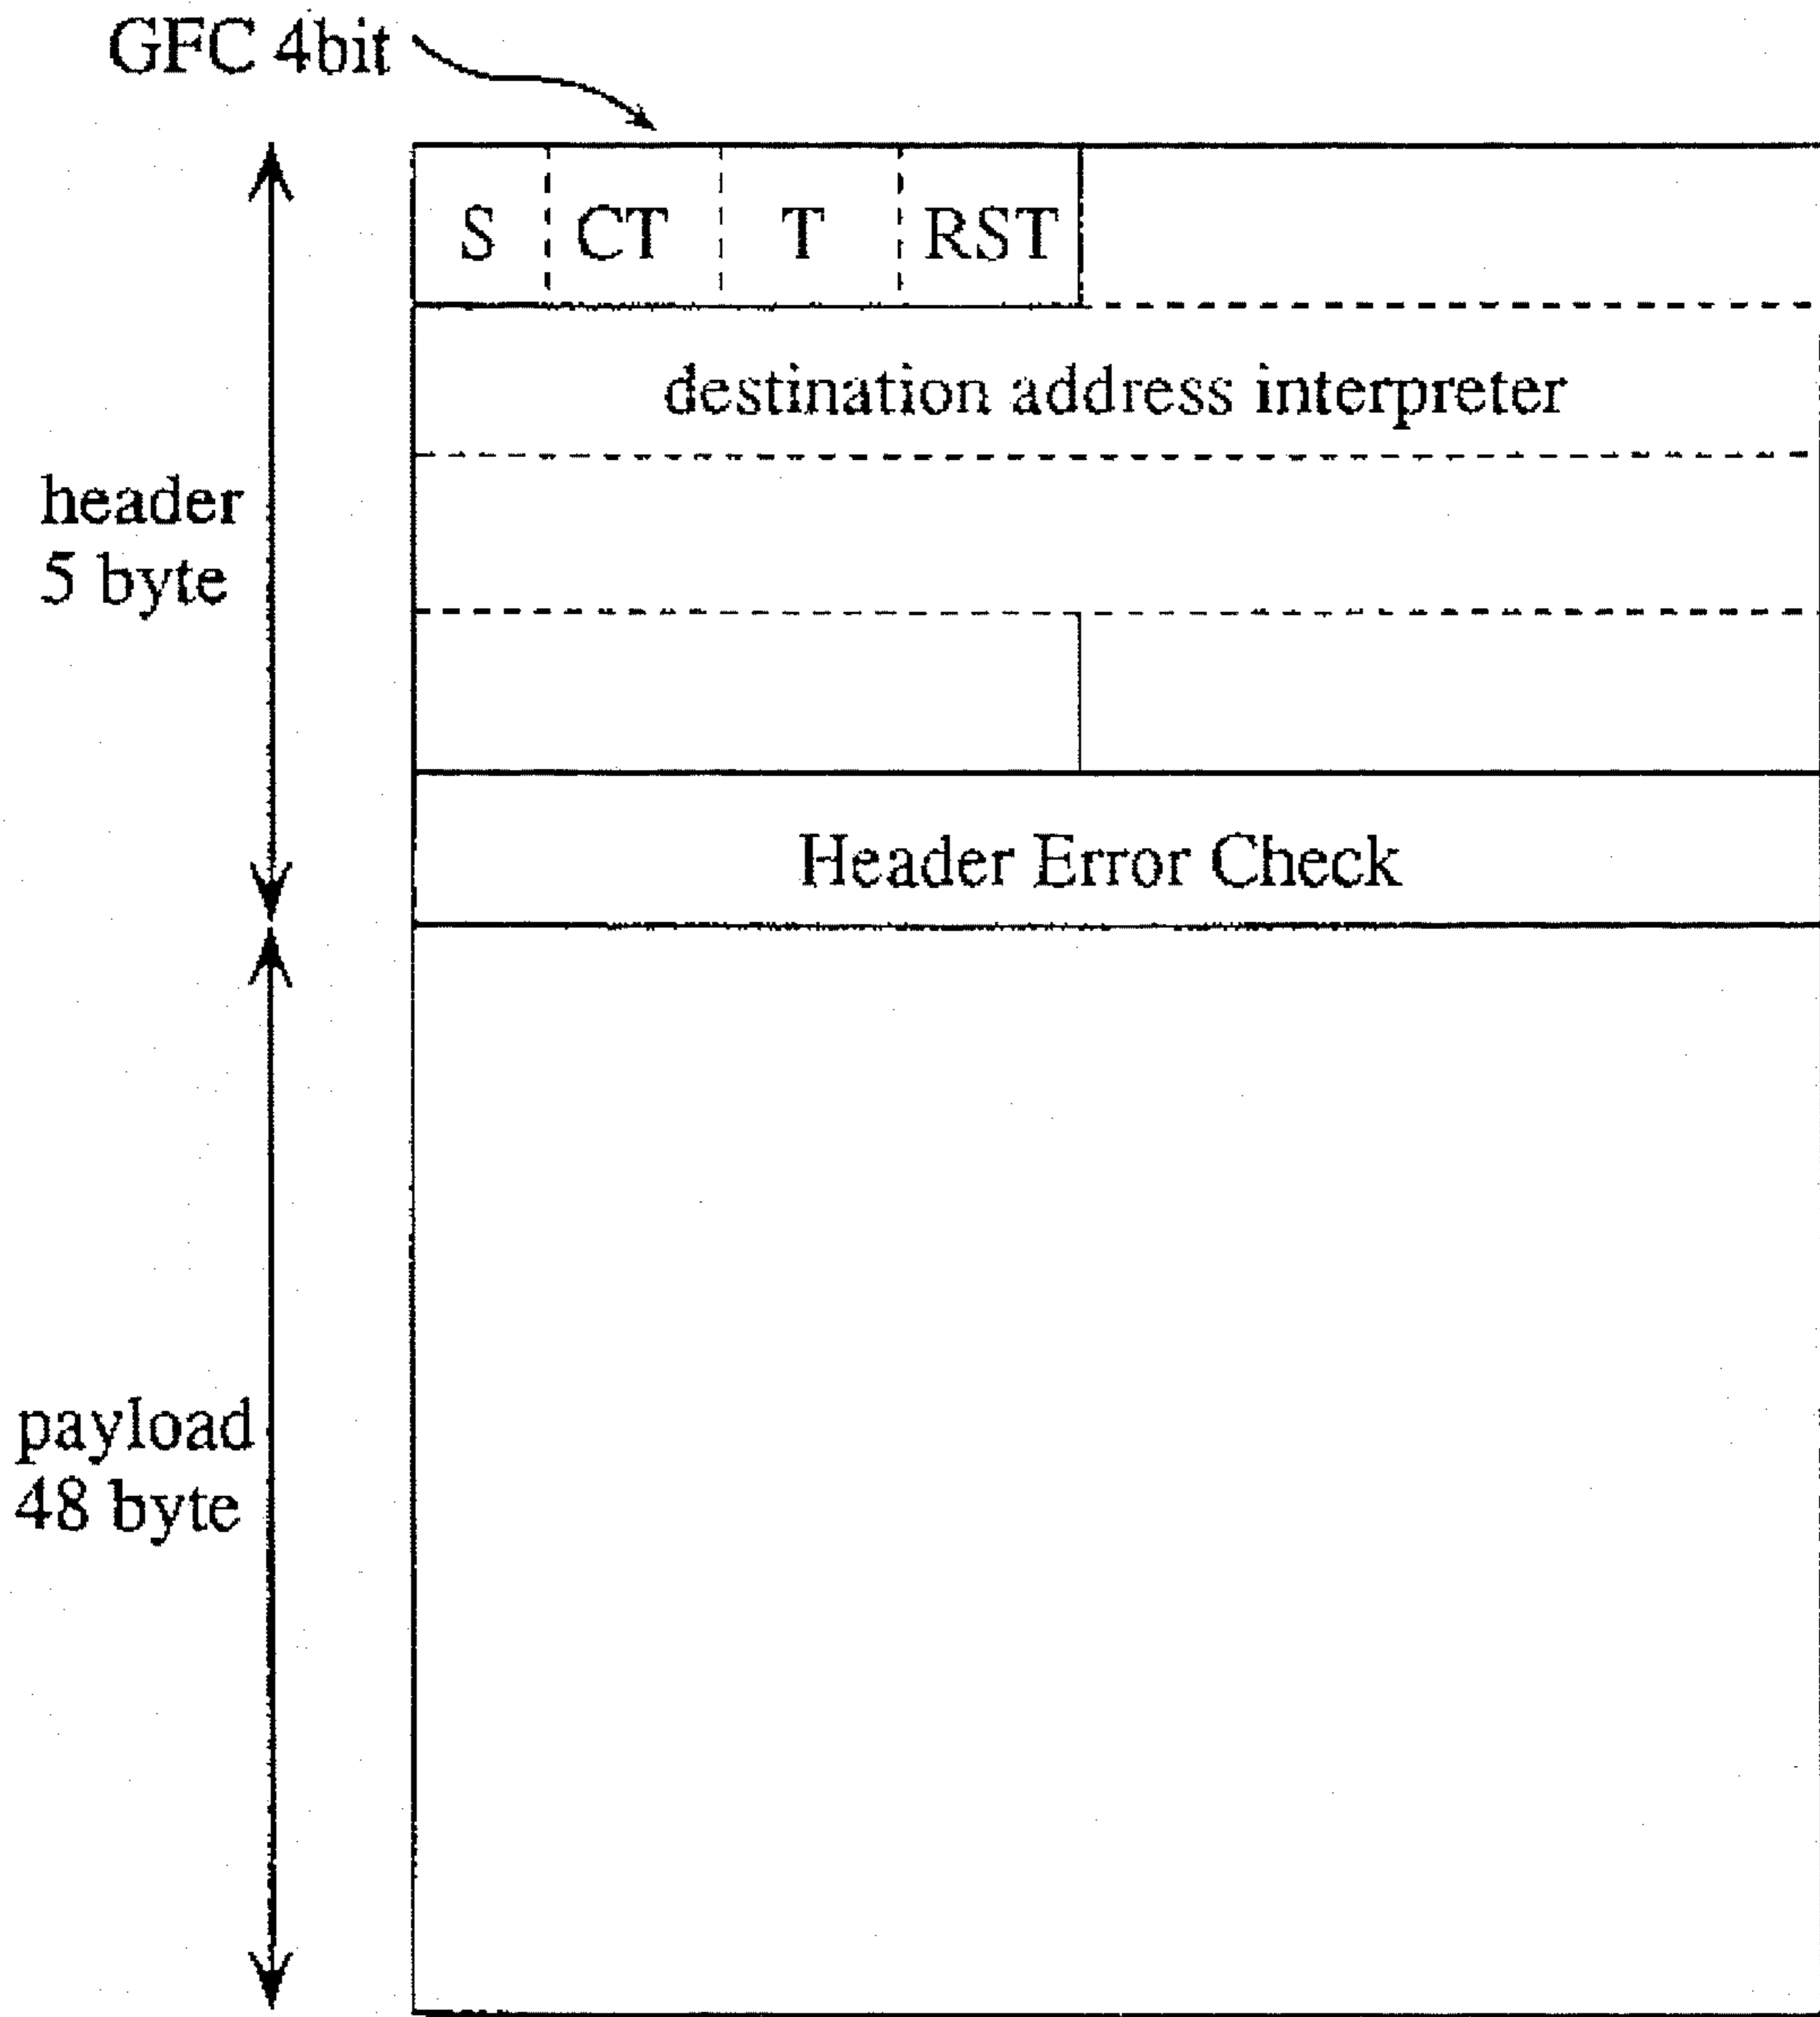 GFC 4bit
S CT T RST
destination address interpreter
header
5 byte
Header Error Check
payload
48 byte